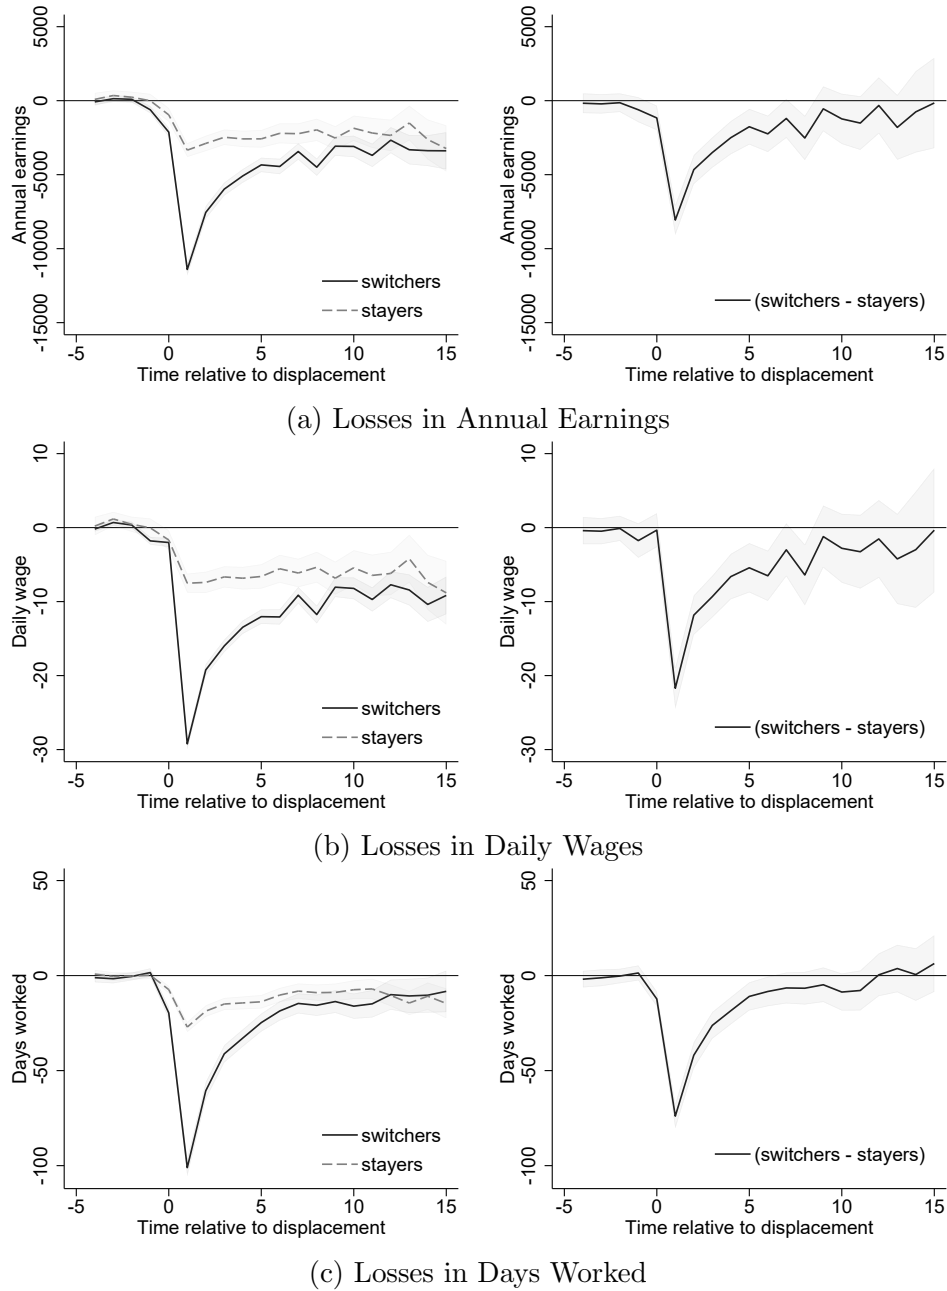 Annual earnings
5000
0
-5000
-10000
-15000
switchers
stayers
-5 0 5 10 15
Time relative to displacement
Annual earnings
5000
0
-5000
-10000
-15000
(switchers - stayers)
-5 0 5 10 15
Time relative to displacement
(a) Losses in Annual Earnings
Daily wage
10
0
-10
-20
-30
switchers
stayers
-5 0 5 10 15
Time relative to displacement
Daily wage
10
0
-10
-20
-30
(switchers - stayers)
-5 0 5 10 15
Time relative to displacement
(b) Losses in Daily Wages
Days worked
50
0
-50
-100
switchers
stayers
-5 0 5 10 15
Time relative to displacement
Days worked
50
0
-50
-100
(switchers - stayers)
-5 0 5 10 15
Time relative to displacement
(c) Losses in Days Worked